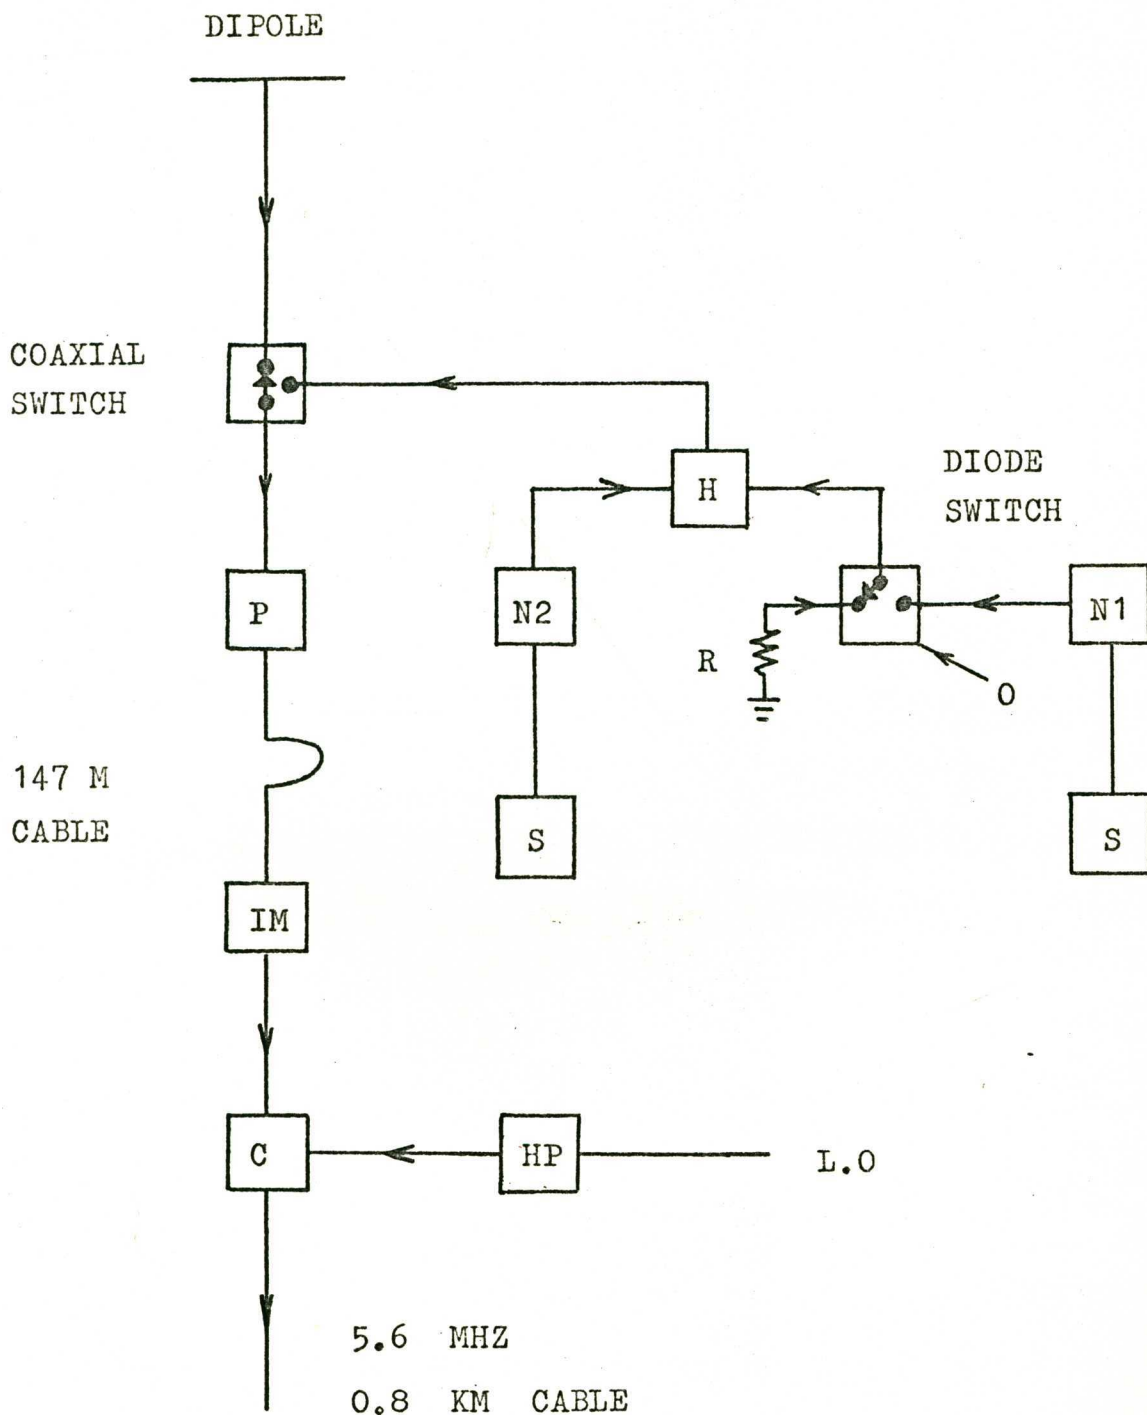 DIPOLE
COAXIAL
SWITCH
H
DIODE
SWITCH
P
N2
R
N1
O
147 M
CABLE
S
S
IM
C
HP
L.O
5.6 MHZ
0.8 KM CABLE